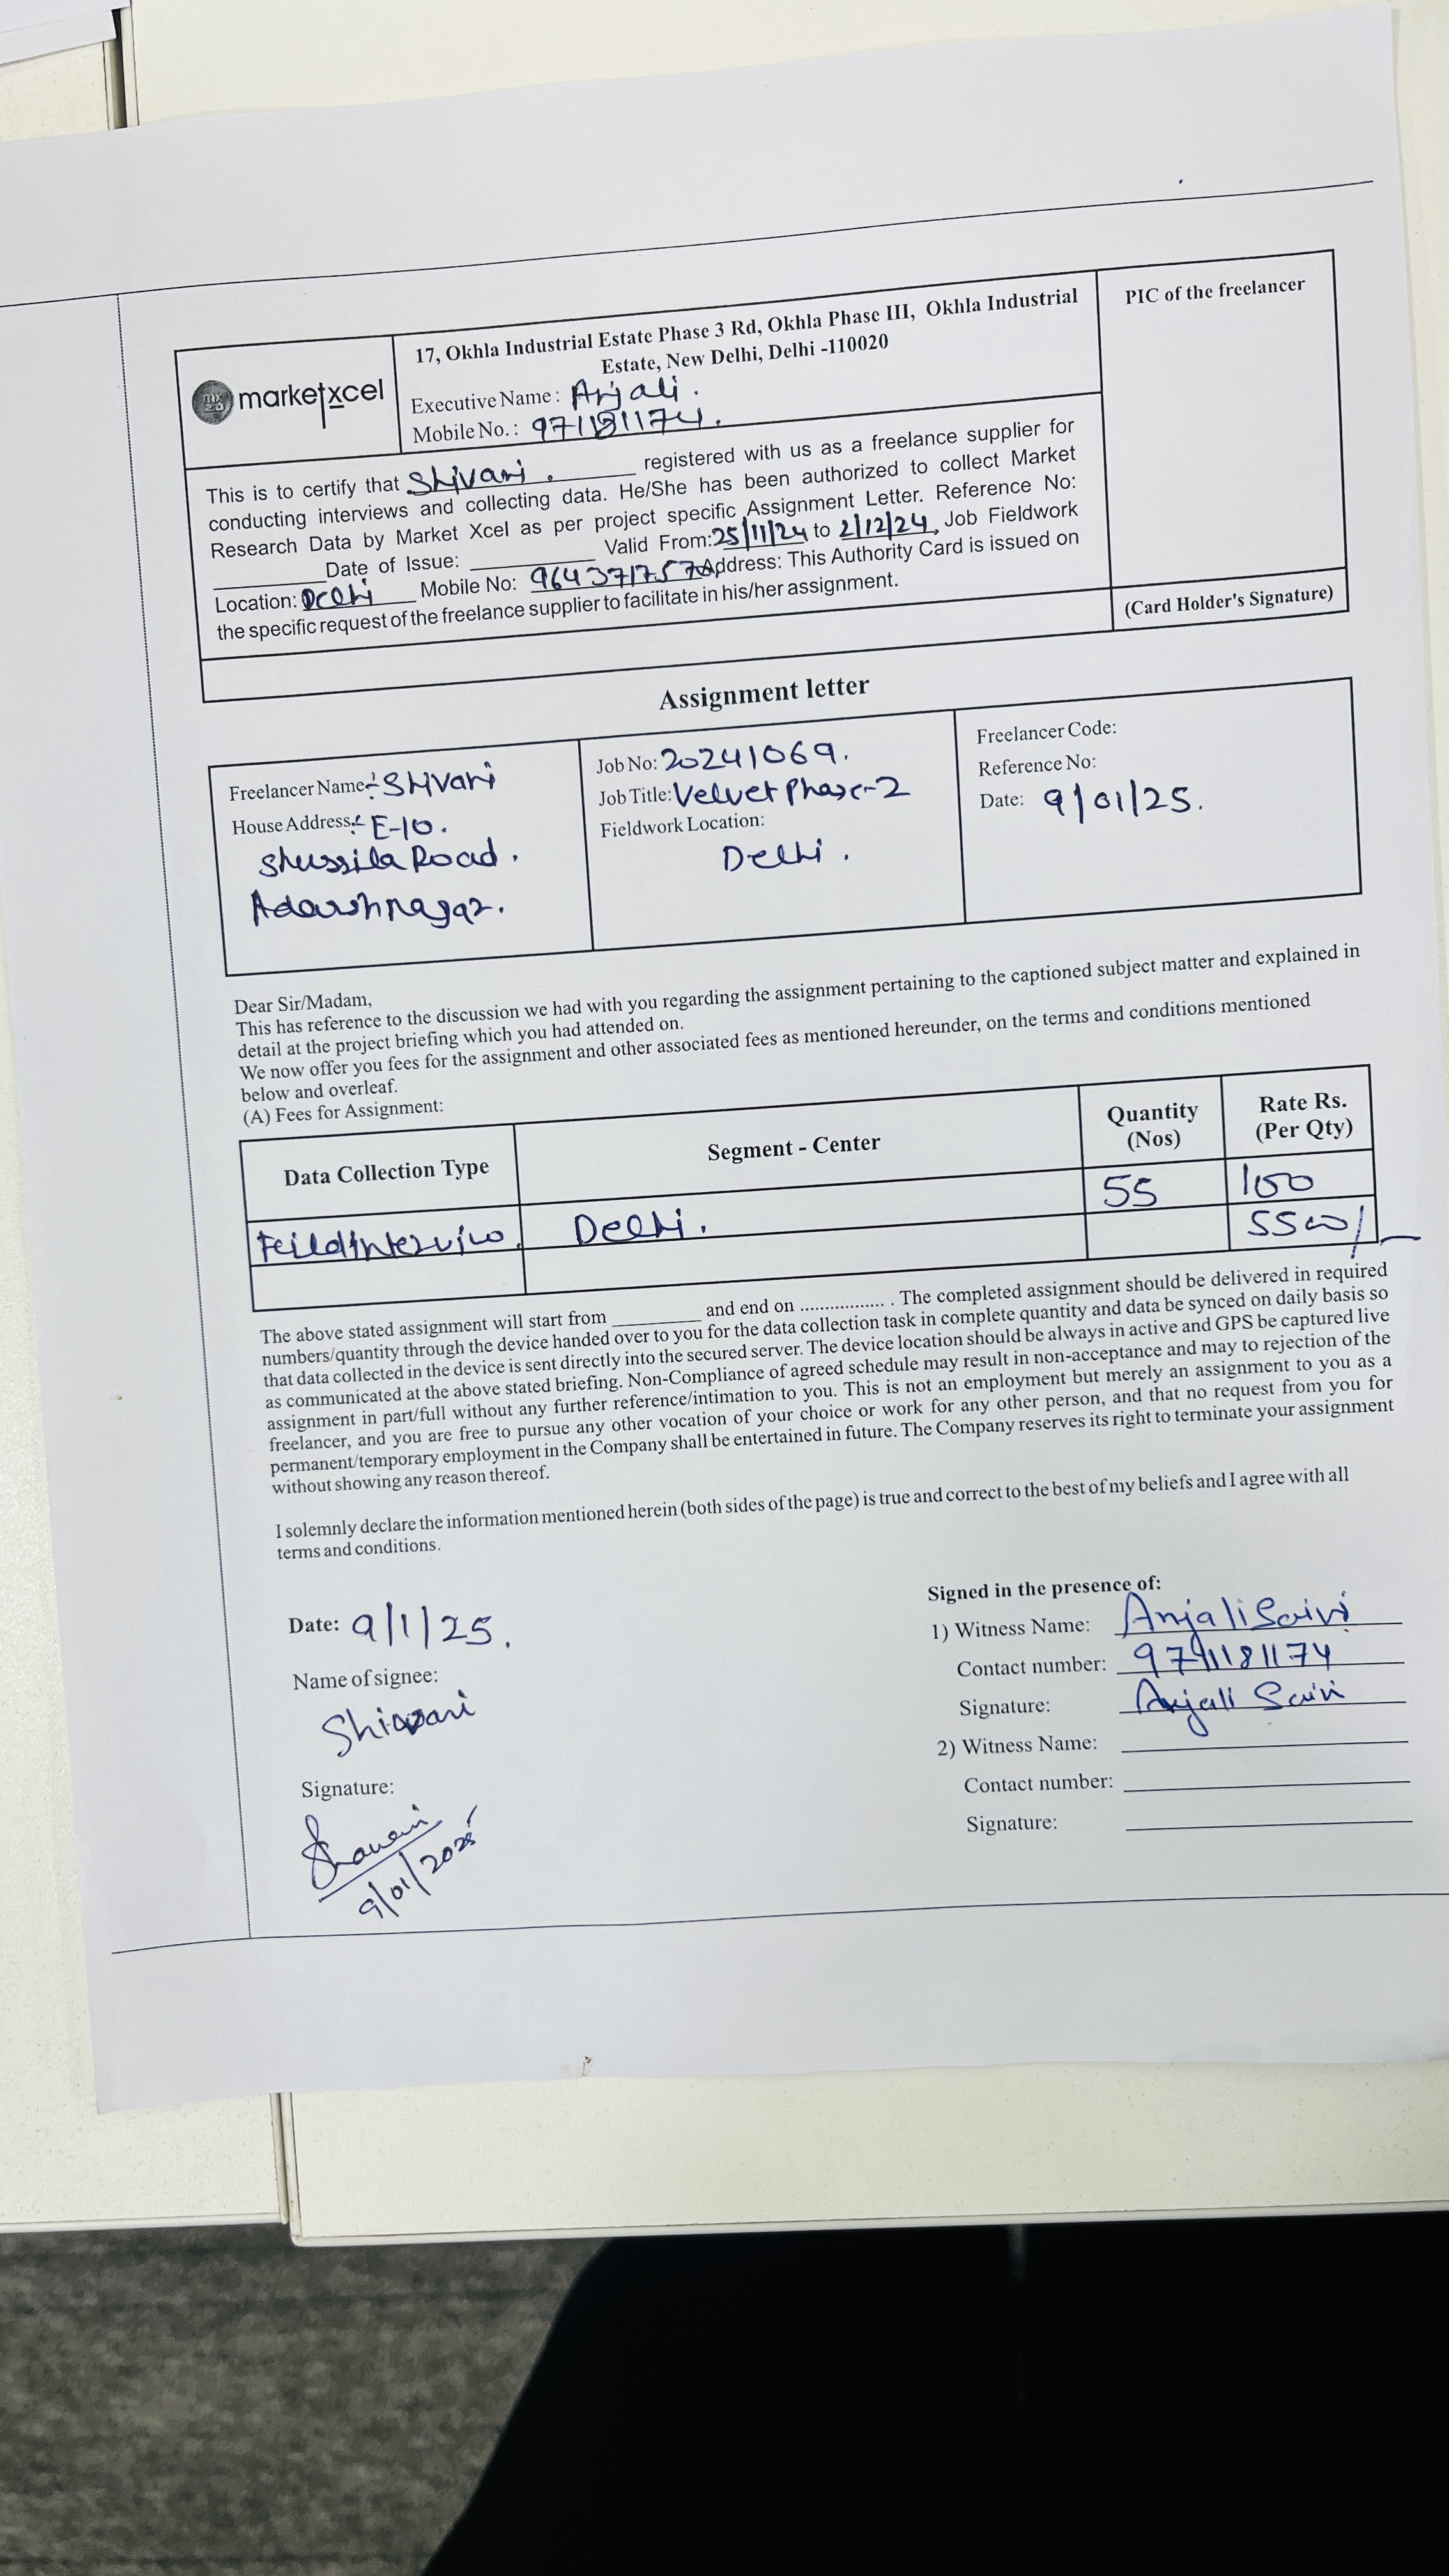 17, Okhla Industrial Estate Phase 3 Rd, Okhla Phase III, Okhla Industrial
Estate, New Delhi, Delhi -110020
PIC of the freelancer
mx 2.0
marketxcel
Executive Name : Anjali .
Mobile No. : 971181174.
This is to certify that Shivani . registered with us as a freelance supplier for
conducting interviews and collecting data. He/She has been authorized to collect Market
Research Data by Market Xcel as per project specific Assignment Letter. Reference No:
Date of Issue: Valid From:25/11/24 to 2/12/24, Job Fieldwork
Location: Delhi Mobile No: Address: This Authority Card is issued on
the specific request of the freelance supplier to facilitate in his/her assignment.
(Card Holder's Signature)
Assignment letter
Freelancer Name:- Shivani
House Address:- E-10.
Road.
Adarshnagar.
Job No: 20241069.
Job Title: Velvet Phase-2
Fieldwork Location:
Delhi .
Freelancer Code:
Reference No:
Date: 9/01/25.
Dear Sir/Madam,
This has reference to the discussion we had with you regarding the assignment pertaining to the captioned subject matter and explained in
detail at the project briefing which you had attended on.
We now offer you fees for the assignment and other associated fees as mentioned hereunder, on the terms and conditions mentioned
below and overleaf.
(A) Fees for Assignment:
Data Collection Type
Segment - Center
Quantity
(Nos)
Rate Rs.
(Per Qty)
Delhi.
55
100
5500/-
The above stated assignment will start from _________ and end on ................. . The completed assignment should be delivered in required
numbers/quantity through the device handed over to you for the data collection task in complete quantity and data be synced on daily basis so
that data collected in the device is sent directly into the secured server. The device location should be always in active and GPS be captured live
as communicated at the above stated briefing. Non-Compliance of agreed schedule may result in non-acceptance and may to rejection of the
assignment in part/full without any further reference/intimation to you. This is not an employment but merely an assignment to you as a
freelancer, and you are free to pursue any other vocation of your choice or work for any other person, and that no request from you for
permanent/temporary employment in the Company shall be entertained in future. The Company reserves its right to terminate your assignment
without showing any reason thereof.
I solemnly declare the information mentioned herein (both sides of the page) is true and correct to the best of my beliefs and I agree with all
terms and conditions.
Date: 9/1/25.
Name of signee:
Shivani
Signature:
9/01/2025
Signed in the presence of:
1) Witness Name: Anjali Saini
Contact number: 9711181174
Signature: Anjali Saini
2) Witness Name:
Contact number:
Signature: